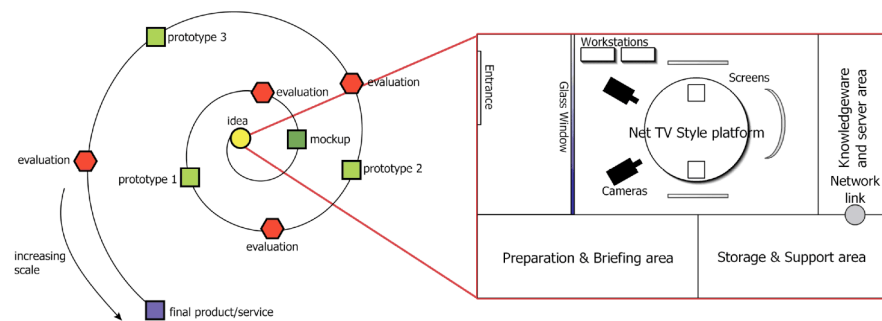 prototype 3
evaluation
evaluation
idea
mockup
evaluation
prototype 1
prototype 2
evaluation
increasing
scale
final product/service
Workstations
Entrance
Glass Window
Screens
Net TV Style platform
Cameras
Knowledgeware
and server area
Network
link
Preparation & Briefing area
Storage & Support area